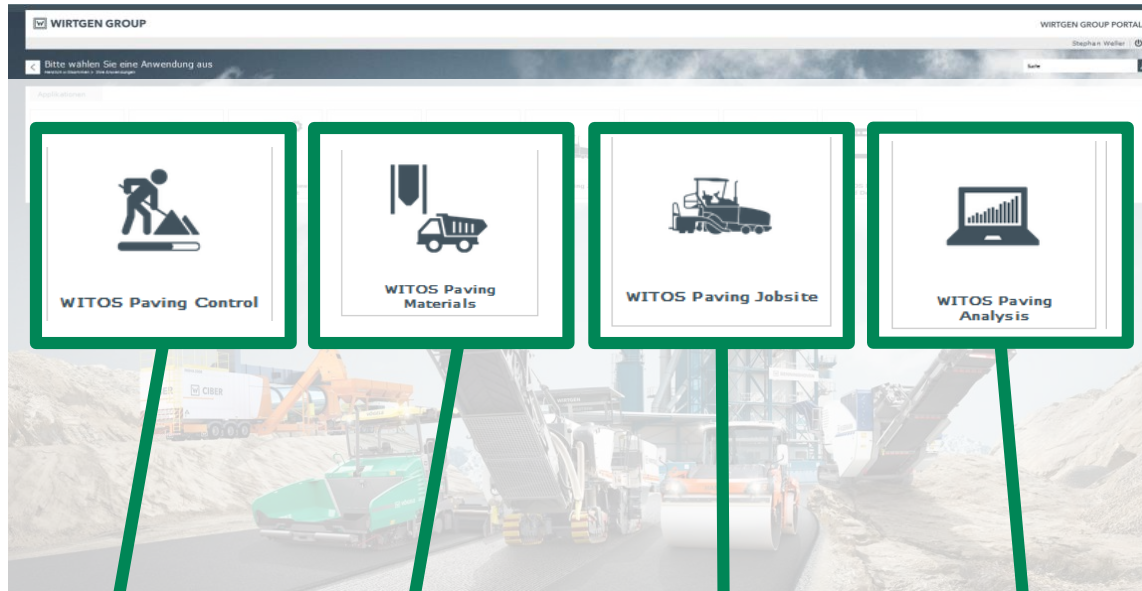 WIRTGEN GROUP
WIRTGEN GROUP PORTAL
Stephan Weller
Bitte wählen Sie eine Anwendung aus
Applikationen
WITOS Paving Control
WITOS Paving
Materials
WITOS Paving Jobsite
WITOS Paving
Analysis
CIBER